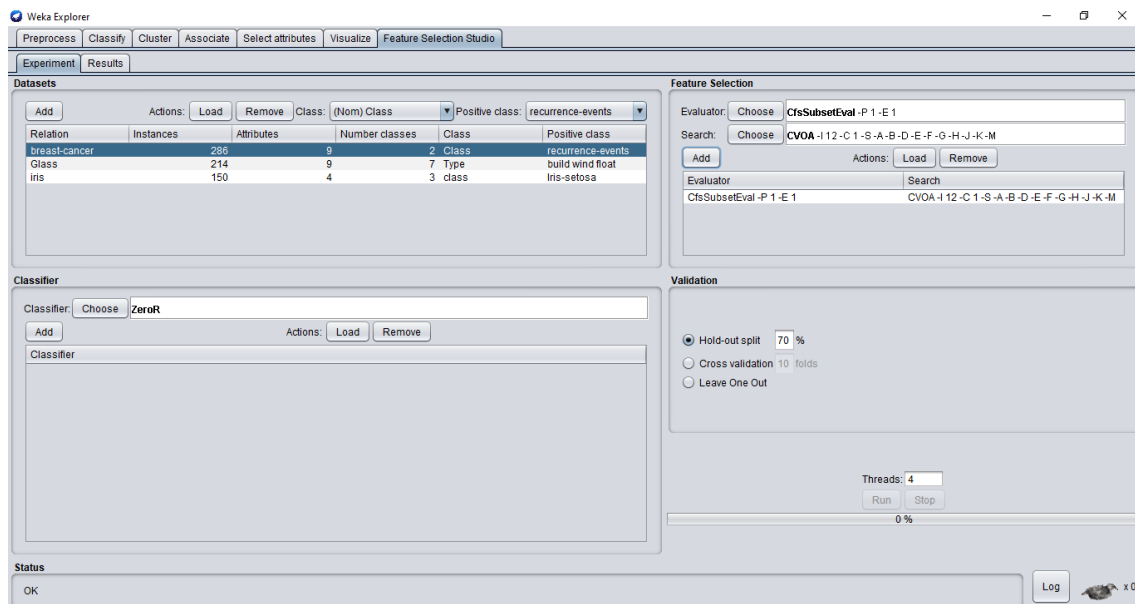 Weka Explorer
Preprocess Classify Cluster Associate Select attributes Visualize Feature Selection Studio
Experiment Results
Datasets
Add Actions: Load Remove Class: (Nom) Class Positive class: recurrence-events
Relation Instances Attributes Number classes Class Positive class
breast-cancer 286 9 2 Class recurrence-events
Glass 214 9 7 Type build wind float
iris 150 4 3 class Iris-setosa
Feature Selection
Evaluator: Choose CfsSubsetEval -P 1 -E 1
Search: Choose CVOA -I 12 -C 1 -S -A -B -D -E -F -G -H -J -K -M
Add Actions: Load Remove
Evaluator Search
CfsSubsetEval -P 1 -E 1 CVOA -I 12 -C 1 -S -A -B -D -E -F -G -H -J -K -M
Classifier
Classifier: Choose ZeroR
Add Actions: Load Remove
Classifier
Validation
Hold-out split 70 %
Cross validation 10 folds
Leave One Out
Threads: 4
Run Stop
0 %
Status
OK
Log x 0